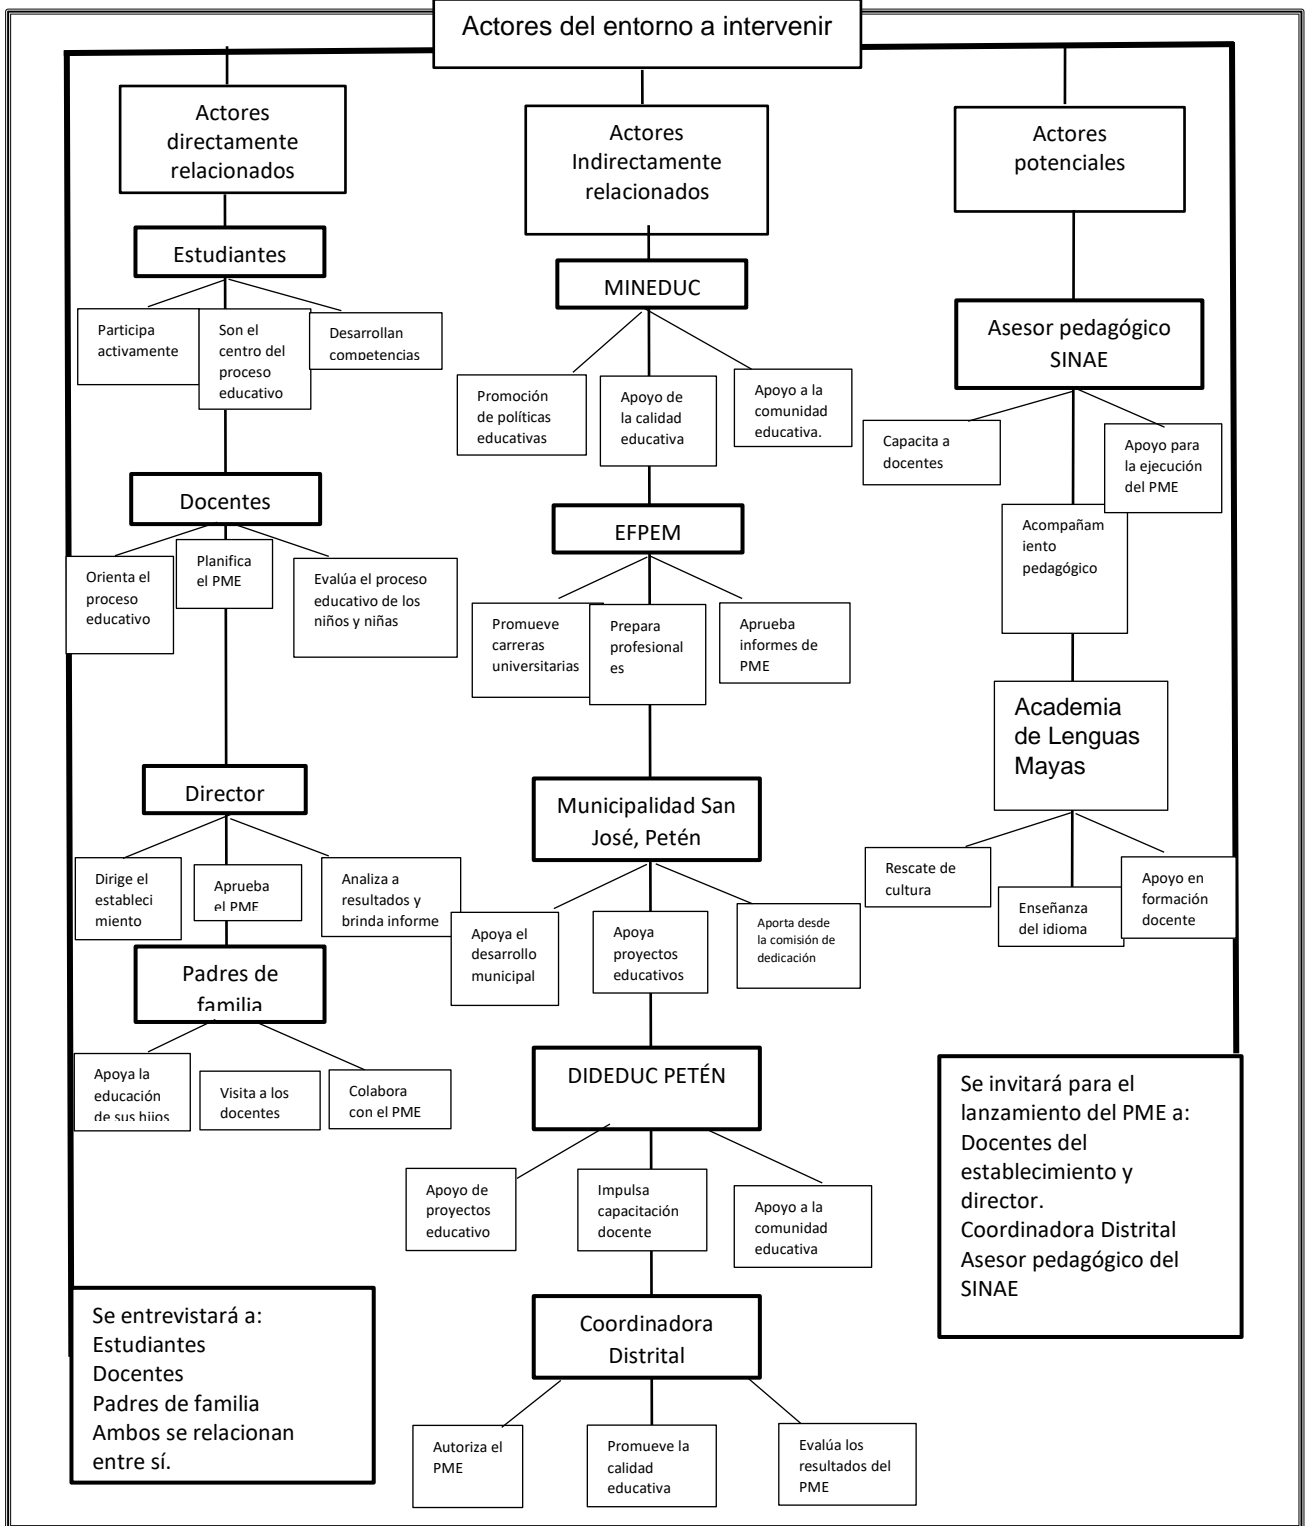 Actores del entorno a intervenir
Actores
directamente
relacionados
Estudiantes
Participa
activamente
Son el
centro del
proceso
educativo
Desarrollan
competencias
Docentes
Orienta el
proceso
educativo
Planifica
el PME
Evalúa el proceso
educativo de los
niños y niñas
Director
Dirige el
estableci
miento
Aprueba
el PME
Analiza a
resultados y
brinda informe
Padres de
familia
Apoya la
educación
de sus hijos
Visita a los
docentes
Colabora
con el PME
Se entrevistará a:
Estudiantes
Docentes
Padres de familia
Ambos se relacionan
entre sí.
Actores
Indirectamente
relacionados
MINEDUC
Promoción
de políticas
educativas
Apoyo de
la calidad
educativa
Apoyo a la
comunidad
educativa.
EFPEM
Promueve
carreras
universitarias
Prepara
profesional
es
Aprueba
informes de
PME
Municipalidad San
José, Petén
Apoya el
desarrollo
municipal
Apoya
proyectos
educativos
Aporta desde
la comisión de
dedicación
DIDEDUC PETÉN
Apoyo de
proyectos
educativo
Impulsa
capacitación
docente
Apoyo a la
comunidad
educativa
Coordinadora
Distrital
Autoriza el
PME
Promueve la
calidad
educativa
Evalúa los
resultados del
PME
Actores
potenciales
Asesor pedagógico
SINAE
Capacita a
docentes
Acompañam
iento
pedagógico
Apoyo para
la ejecución
del PME
Academia
de Lenguas
Mayas
Rescate de
cultura
Enseñanza
del idioma
Apoyo en
formación
docente
Se invitará para el
lanzamiento del PME a:
Docentes del
establecimiento y
director.
Coordinadora Distrital
Asesor pedagógico del
SINAE